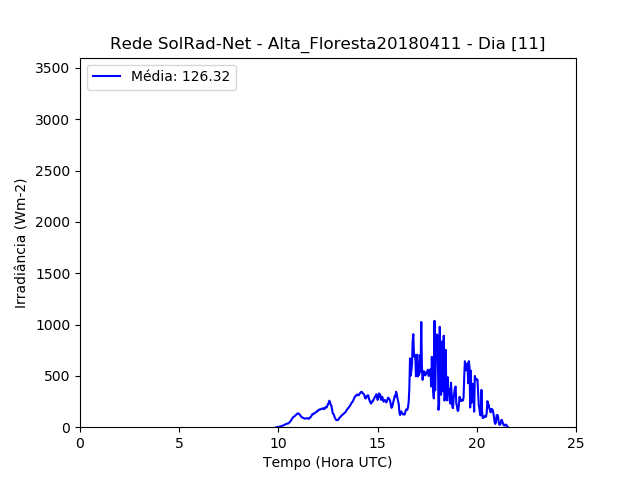 Rede SolRad-Net - Alta_Floresta20180411 - Dia [11]
Média: 126.32
3500
3000
2500
2000
1500
1000
500
0
Irradiância (Wm-2)
0 5 10 15 20 25
Tempo (Hora UTC)